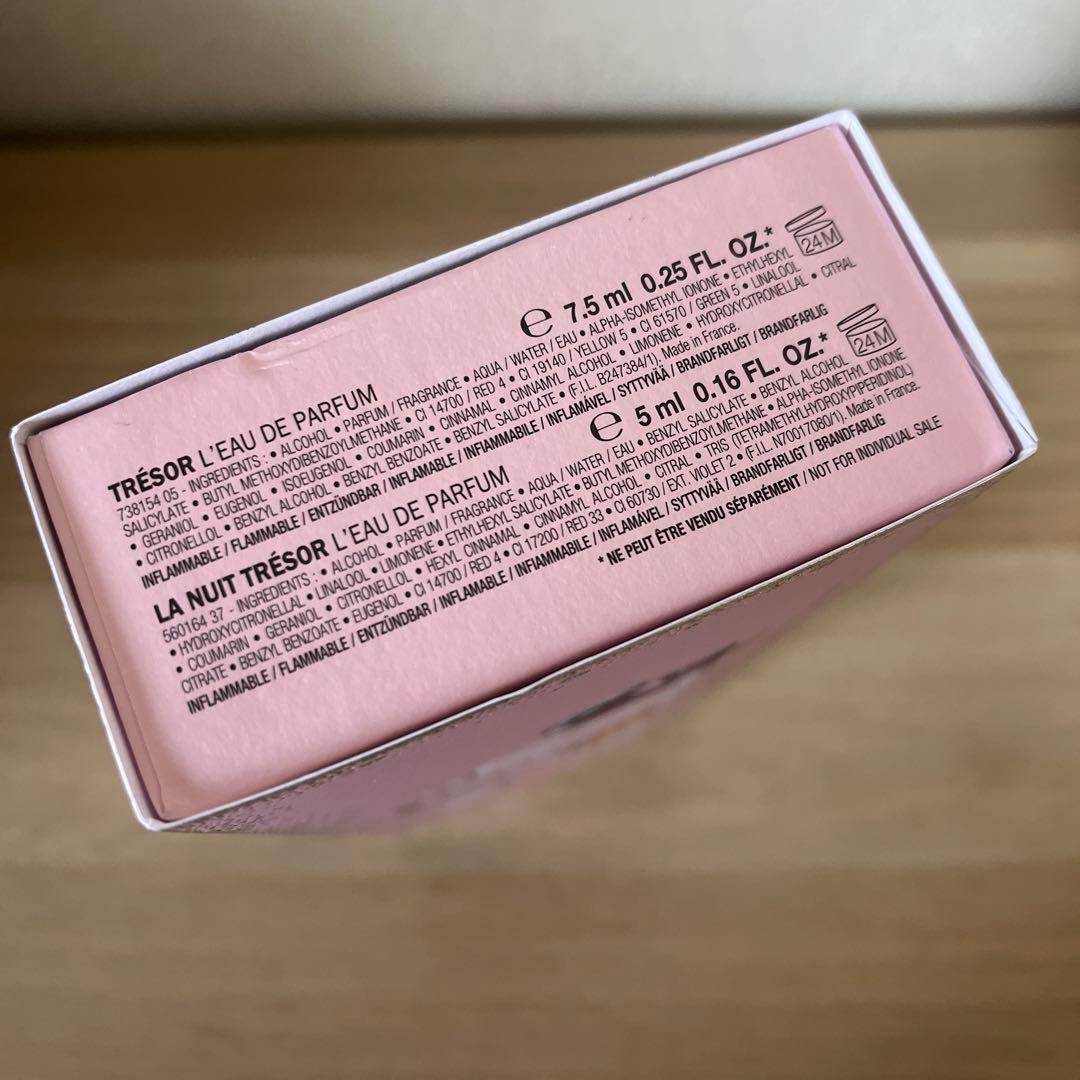 TRÉSOR L'EAU DE PARFUM ℮ 7.5 ml 0.25 FL. OZ.* 24M
738154 05 - INGREDIENTS : • ALCOHOL • PARFUM / FRAGRANCE • AQUA / WATER / EAU • ALPHA-ISOMETHYL IONONE • ETHYLHEXYL
SALICYLATE • BUTYL METHOXYDIBENZOYLMETHANE • CI 14700 / RED 4 • CI 19140 / YELLOW 5 • CI 61570 / GREEN 5 • LINALOOL
• GERANIOL • EUGENOL • ISOEUGENOL • COUMARIN • CINNAMAL • CINNAMYL ALCOHOL • LIMONENE • HYDROXYCITRONELLAL • CITRAL
• CITRONELLOL • BENZYL ALCOHOL • BENZYL BENZOATE • BENZYL SALICYLATE • (F.I.L. B247384/1). Made in France.
INFLAMMABLE / FLAMMABLE / ENTZÜNDBAR / INFLAMABLE / INFIAMMABILE / INFLAMÁVEL / SYTTYVÄÄ / BRANDFARLIGT / BRANDFARLIG
LA NUIT TRÉSOR L'EAU DE PARFUM ℮ 5 ml 0.16 FL. OZ.* 24M
560164 37 - INGREDIENTS : • ALCOHOL • PARFUM / FRAGRANCE • AQUA / WATER / EAU • BENZYL SALICYLATE • BENZYL ALCOHOL
• HYDROXYCITRONELLAL • LINALOOL • LIMONENE • ETHYLHEXYL SALICYLATE • BUTYL METHOXYDIBENZOYLMETHANE • ALPHA-ISOMETHYL IONONE
• COUMARIN • GERANIOL • CITRONELLOL • HEXYL CINNAMAL • CINNAMYL ALCOHOL • CITRAL • TRIS (TETRAMETHYLHYDROXYPIPERIDINOL)
CITRATE • BENZYL BENZOATE • EUGENOL • CI 14700 / RED 4 • CI 17200 / RED 33 • CI 60730 / EXT. VIOLET 2 • (F.I.L. N70017080/1). Made in France.
INFLAMMABLE / FLAMMABLE / ENTZÜNDBAR / INFLAMABLE / INFIAMMABILE / INFLAMÁVEL / SYTTYVÄÄ / BRANDFARLIGT / BRANDFARLIG
* NE PEUT ÊTRE VENDU SÉPARÉMENT / NOT FOR INDIVIDUAL SALE